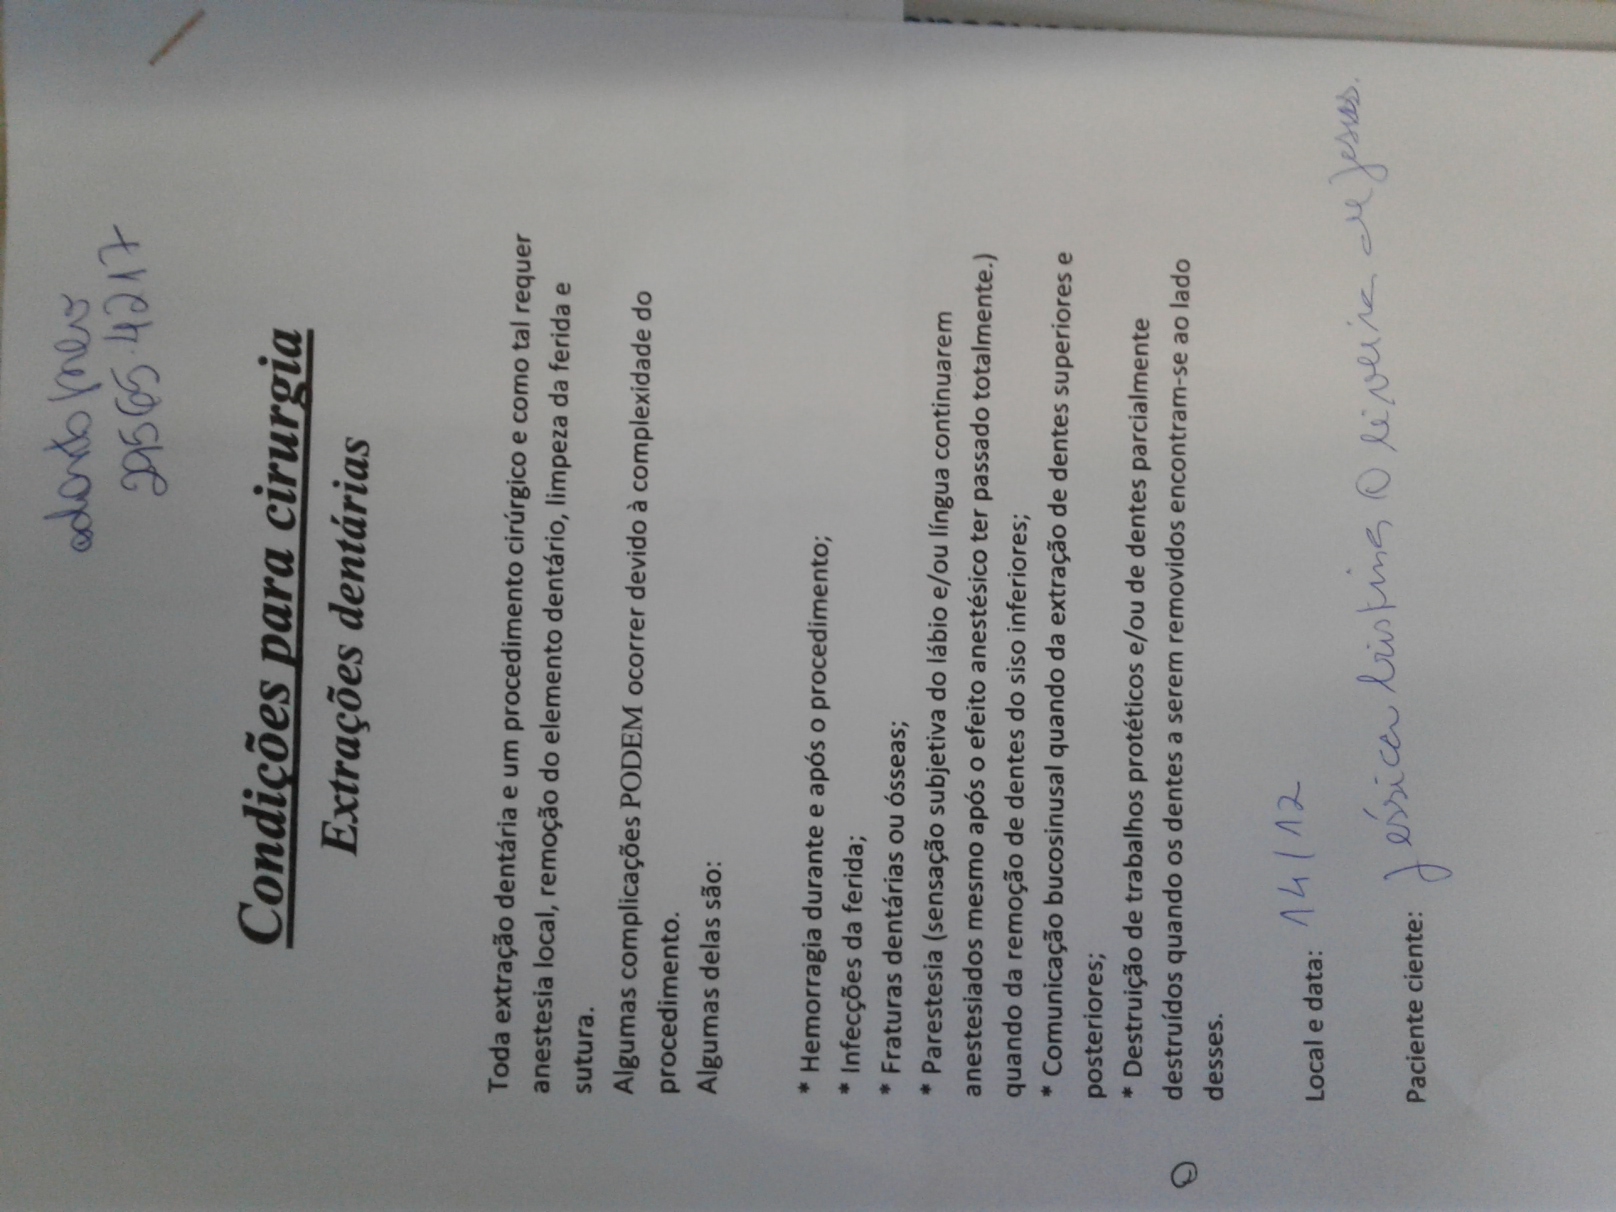 29565.4217
Condições para cirurgia
Extrações dentárias
Toda extração dentária e um procedimento cirúrgico e como tal requer
anestesia local, remoção do elemento dentário, limpeza da ferida e
sutura.
Algumas complicações PODEM ocorrer devido à complexidade do
procedimento.
Algumas delas são:
* Hemorragia durante e após o procedimento;
* Infecções da ferida;
* Fraturas dentárias ou ósseas;
* Parestesia (sensação subjetiva do lábio e/ou língua continuarem
anestesiados mesmo após o efeito anestésico ter passado totalmente.)
quando da remoção de dentes do siso inferiores;
* Comunicação bucosinusal quando da extração de dentes superiores e
posteriores;
* Destruição de trabalhos protéticos e/ou de dentes parcialmente
destruídos quando os dentes a serem removidos encontram-se ao lado
desses.
Local e data: 14/12
Paciente ciente: Jéssica Cristina Oliveira de Jesus.